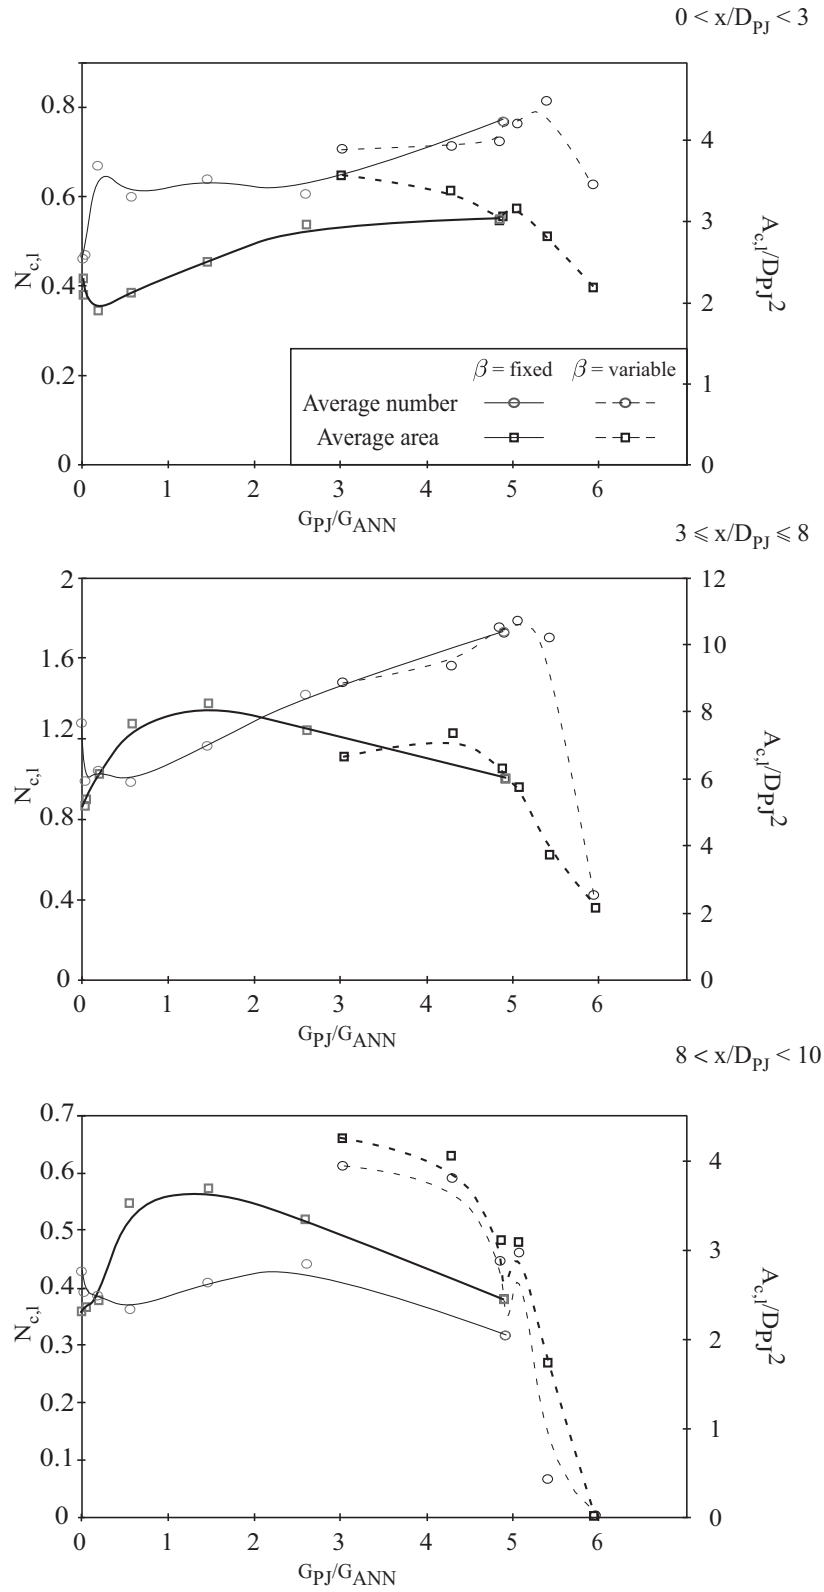 0 < x/D_PJ < 3
0.8
0.6
0.4
0.2
0
N_c,l
4
3
2
1
0
A_c,l/D_PJ^2
β = fixed β = variable
Average number
Average area
0 1 2 3 4 5 6
G_PJ/G_ANN
3 ⩽ x/D_PJ ⩽ 8
2
1.6
1.2
0.8
0.4
0
N_c,l
12
10
8
6
4
2
0
A_c,l/D_PJ^2
0 1 2 3 4 5 6
G_PJ/G_ANN
8 < x/D_PJ < 10
0.7
0.6
0.5
0.4
0.3
0.2
0.1
0
N_c,l
4
3
2
1
0
A_c,l/D_PJ^2
0 1 2 3 4 5 6
G_PJ/G_ANN